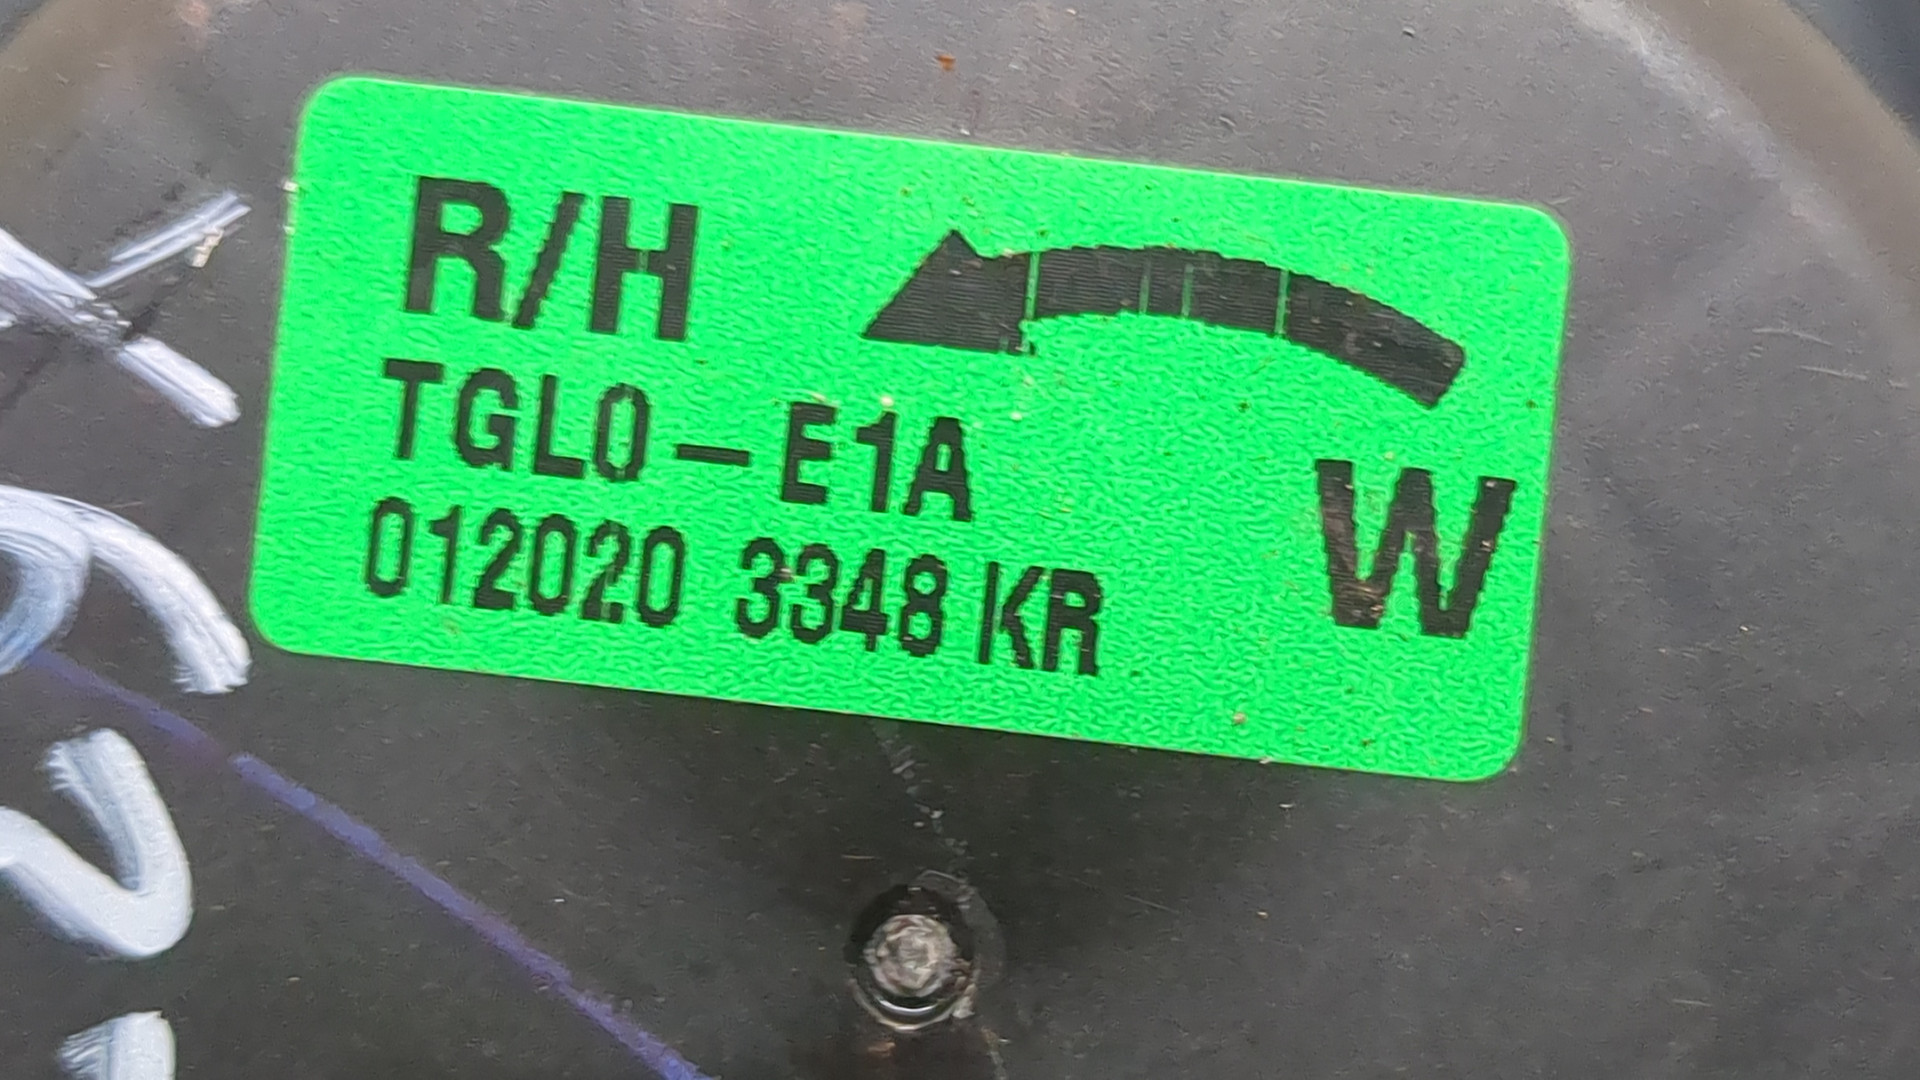 R/H
TGL0-E1A
012020 3348 KR
W